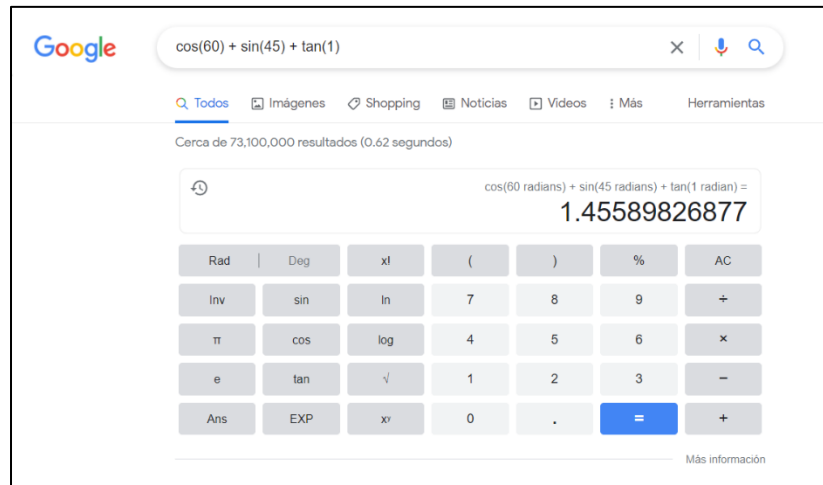 Google
cos(60) + sin(45) + tan(1)
Todos Imágenes Shopping Noticias Videos Más Herramientas
Cerca de 73,100,000 resultados (0.62 segundos)
cos(60 radians) + sin(45 radians) + tan(1 radian) =
1.45589826877
Rad | Deg x! ( ) % AC
Inv sin ln 7 8 9 ÷
π cos log 4 5 6 ×
e tan √ 1 2 3 −
Ans EXP xʸ 0 . = +
Más información